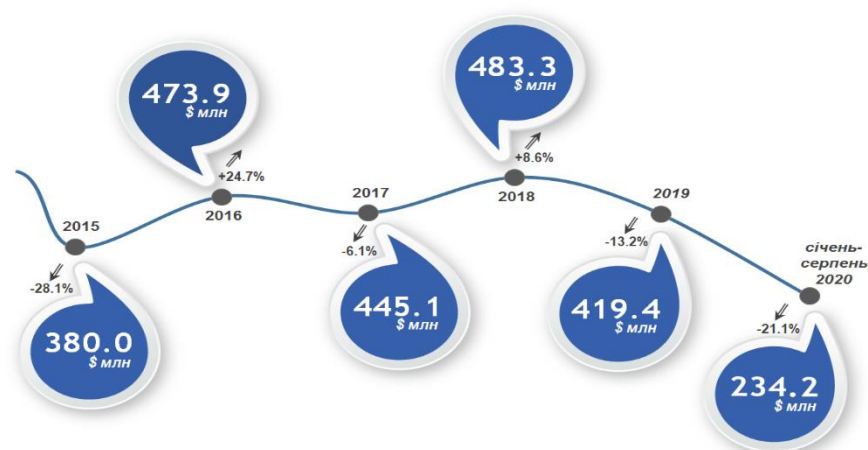 473.9
$ млн
+24.7%
2016
483.3
$ млн
+8.6%
2018
2015
-28.1%
380.0
$ млн
2017
-6.1%
445.1
$ млн
2019
-13.2%
419.4
$ млн
січень-
серпень
2020
-21.1%
234.2
$ млн